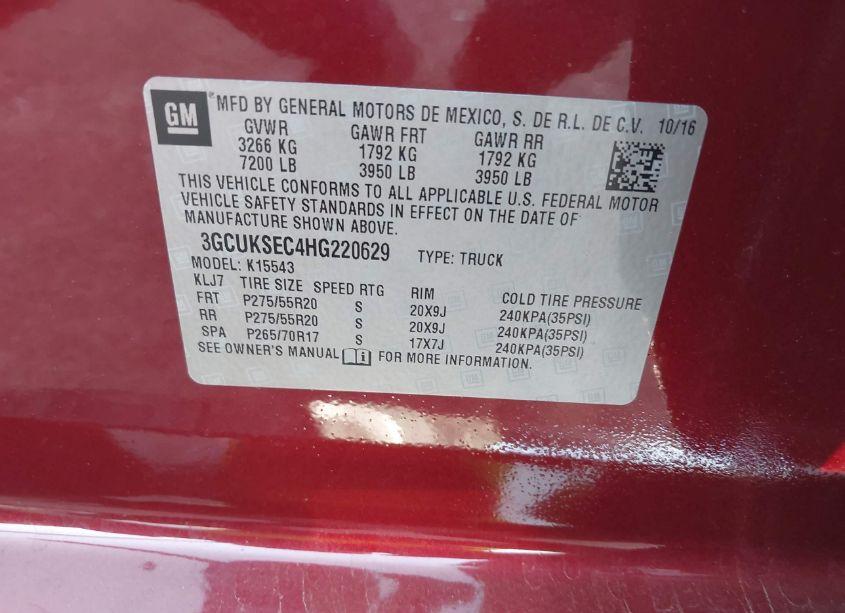 GM MFD BY GENERAL MOTORS DE MEXICO, S. DE R.L. DE C.V. 10/16
GVWR GAWR FRT GAWR RR
3266 KG 1792 KG 1792 KG
7200 LB 3950 LB 3950 LB
THIS VEHICLE CONFORMS TO ALL APPLICABLE U.S. FEDERAL MOTOR
VEHICLE SAFETY STANDARDS IN EFFECT ON THE DATE OF
MANUFACTURE SHOWN ABOVE.
3GCUKSEC4HG220629 TYPE: TRUCK
MODEL: K15543
KLJ7 TIRE SIZE SPEED RTG RIM COLD TIRE PRESSURE
FRT P275/55R20 S 20X9J 240KPA(35PSI)
RR P275/55R20 S 20X9J 240KPA(35PSI)
SPA P265/70R17 S 17X7J 240KPA(35PSI)
SEE OWNER'S MANUAL FOR MORE INFORMATION.